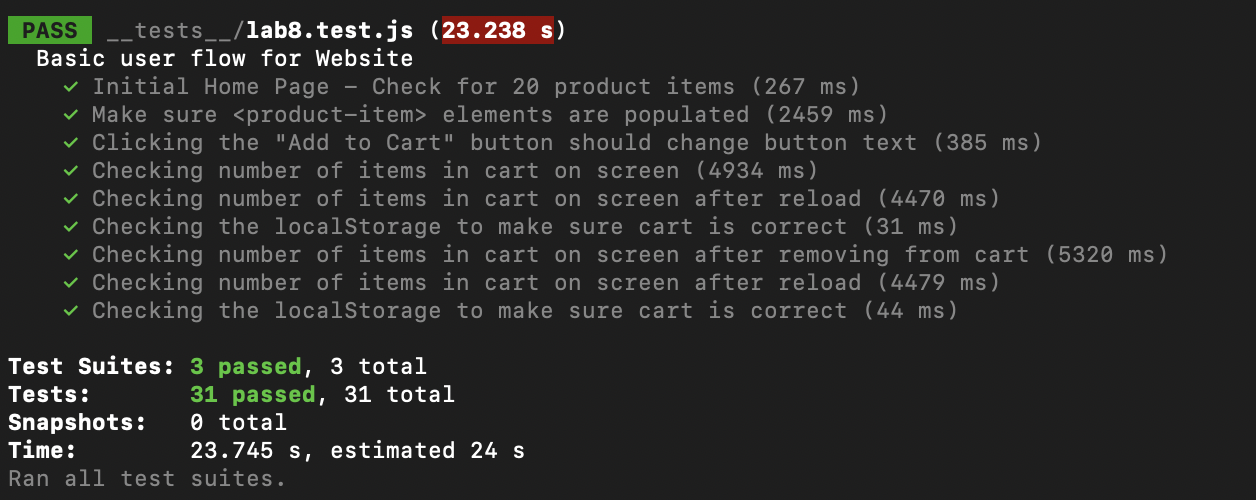 PASS __tests__/lab8.test.js (23.238 s)
Basic user flow for Website
✓ Initial Home Page – Check for 20 product items (267 ms)
✓ Make sure <product-item> elements are populated (2459 ms)
✓ Clicking the "Add to Cart" button should change button text (385 ms)
✓ Checking number of items in cart on screen (4934 ms)
✓ Checking number of items in cart on screen after reload (4470 ms)
✓ Checking the localStorage to make sure cart is correct (31 ms)
✓ Checking number of items in cart on screen after removing from cart (5320 ms)
✓ Checking number of items in cart on screen after reload (4479 ms)
✓ Checking the localStorage to make sure cart is correct (44 ms)
Test Suites: 3 passed, 3 total
Tests: 31 passed, 31 total
Snapshots: 0 total
Time: 23.745 s, estimated 24 s
Ran all test suites.